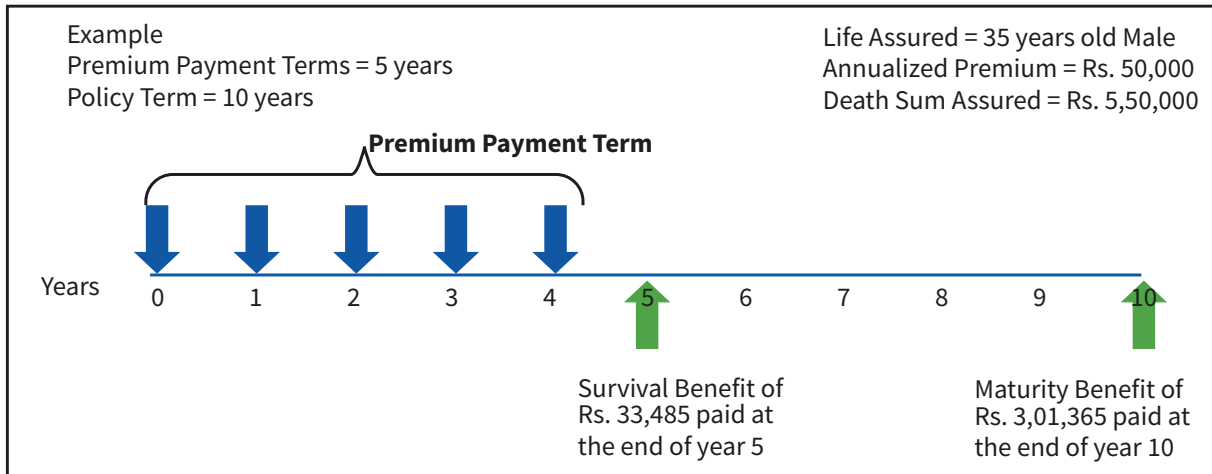 Example
Premium Payment Terms = 5 years
Policy Term = 10 years
Life Assured = 35 years old Male
Annualized Premium = Rs. 50,000
Death Sum Assured = Rs. 5,50,000
Premium Payment Term
Years 0 1 2 3 4 5 6 7 8 9 10
Survival Benefit of
Rs. 33,485 paid at
the end of year 5
Maturity Benefit of
Rs. 3,01,365 paid at
the end of year 10